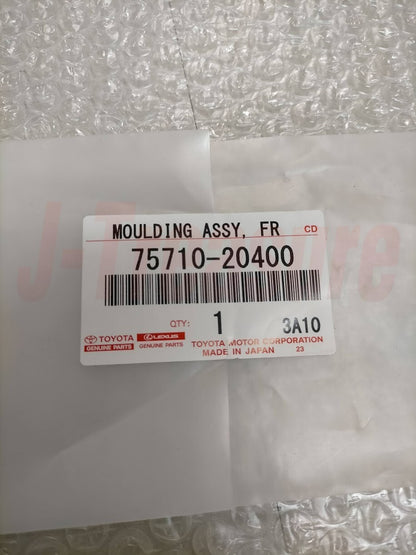 MOULDING ASSY, FR CD
75710-20400
QTY: 1 3A10
TOYOTA LEXUS
GENUINE PARTS GENUINE PARTS
TOYOTA MOTOR CORPORATION
MADE IN JAPAN 23